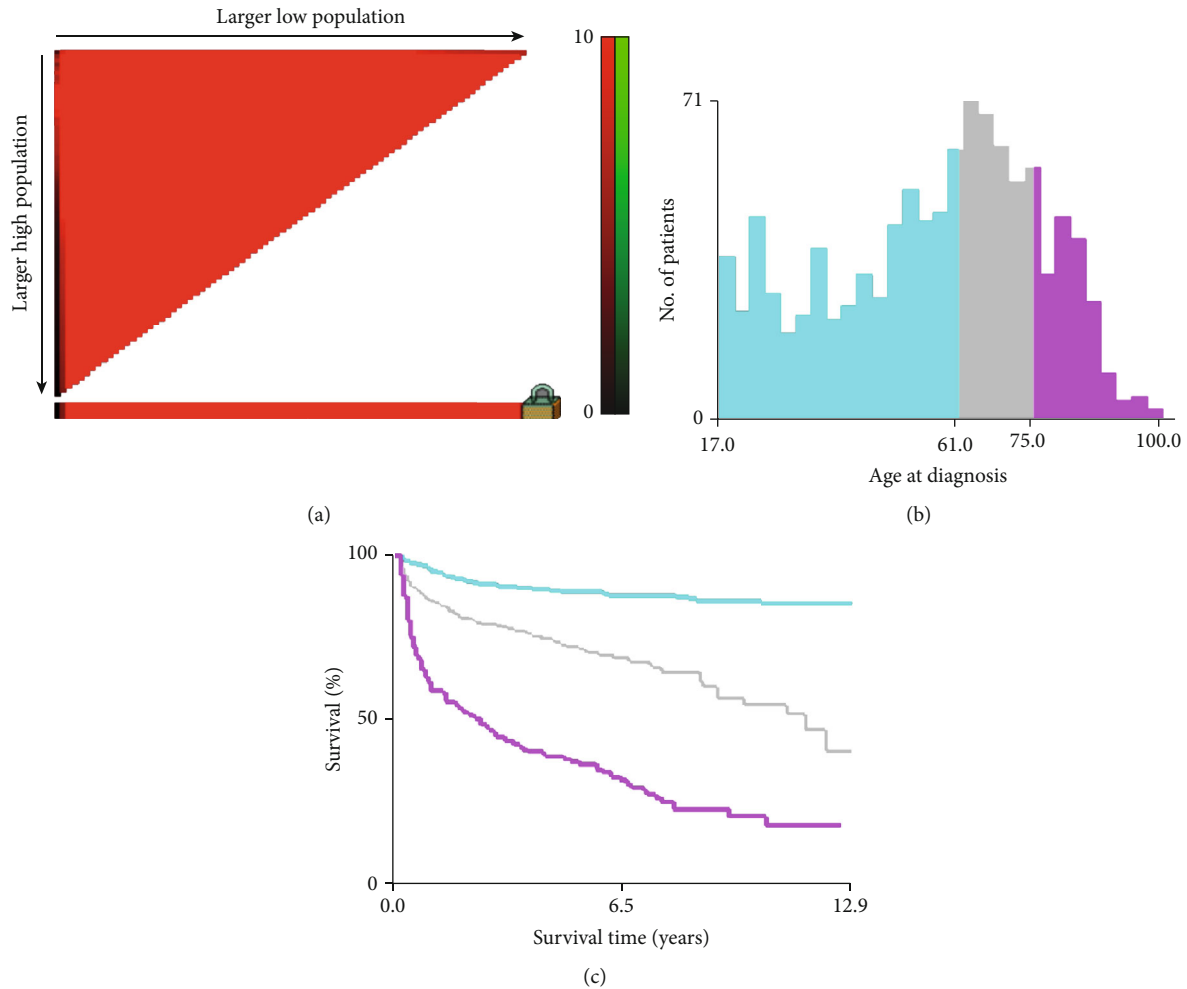 Larger low population
Larger high population
10
0
(a)
No. of patients
71
0
17.0
61.0
75.0
100.0
Age at diagnosis
(b)
Survival (%)
100
50
0
0.0
6.5
12.9
Survival time (years)
(c)